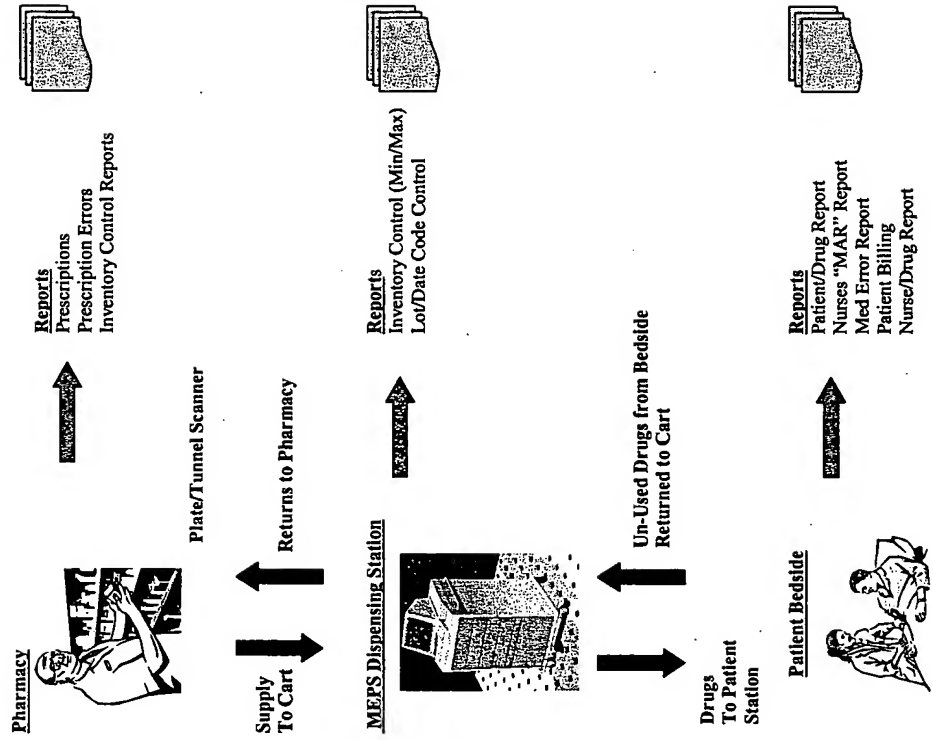 Pharmacy
Reports
Prescriptions
Prescription Errors
Inventory Control Reports
Plate/Tunnel Scanner
Supply
To Cart
Returns to Pharmacy
MEPS Dispensing Station
Reports
Inventory Control (Min/Max)
Lot/Date Code Control
Drugs
To Patient
Station
Un-Used Drugs from Bedside
Returned to Cart
Patient Bedside
Reports
Patient/Drug Report
Nurses “MAR” Report
Med Error Report
Patient Billing
Nurse/Drug Report